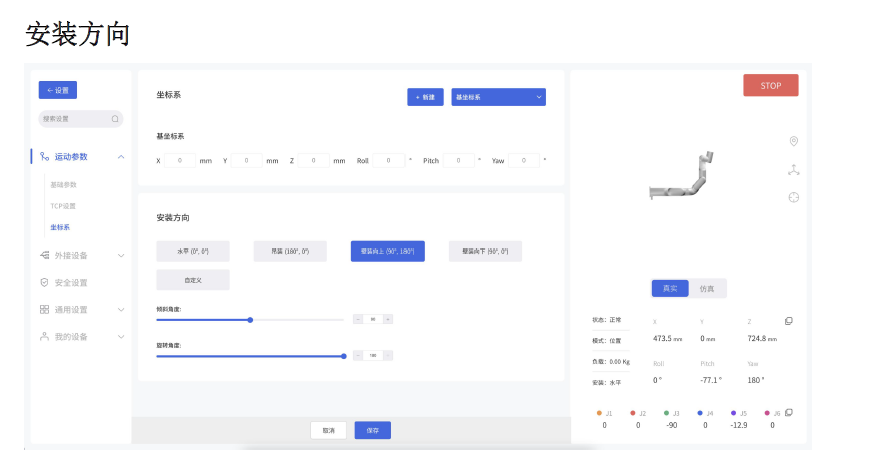 安装方向
← 设置
STOP
坐标系
+ 新建
基坐标系
搜索设置
基坐标系
运动参数
X 0 mm Y 0 mm Z 0 mm Roll 0 ° Pitch 0 ° Yaw 0 °
基础参数
TCP设置
坐标系
安装方向
水平 (0°, 0°)
吊装 (180°, 0°)
壁装向上 (90°, 180°)
壁装向下 (90°, 0°)
外接设备
自定义
安全设置
真实
仿真
通用设置
倾斜角度:
- 90 +
状态: 正常
X Y Z
我的设备
模式: 位置
473.5 mm 0 mm 724.8 mm
旋转角度:
- 180 +
负载: 0.00 Kg
Roll Pitch Yaw
安装: 水平
0 ° -77.1 ° 180 °
J1 J2 J3 J4 J5 J6
0 0 -90 0 -12.9 0
取消
保存